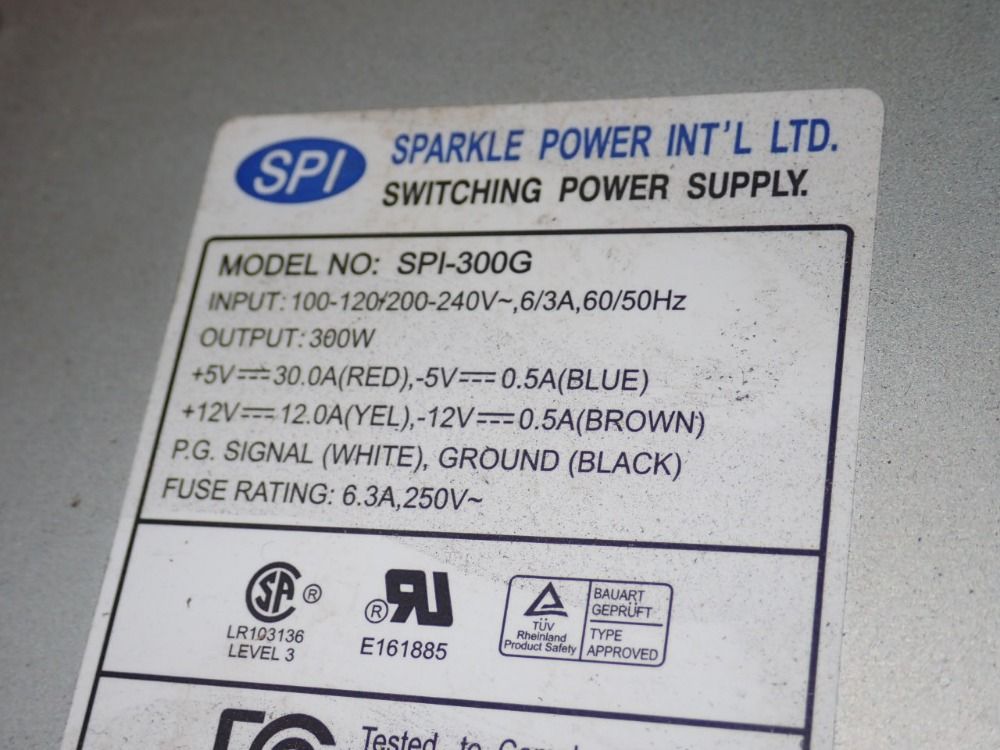 SPI
SPARKLE POWER INT'L LTD.
SWITCHING POWER SUPPLY.
MODEL NO: SPI-300G
INPUT: 100-120/200-240V~,6/3A,60/50Hz
OUTPUT: 300W
+5V⎓30.0A(RED),-5V⎓0.5A(BLUE)
+12V⎓12.0A(YEL),-12V⎓0.5A(BROWN)
P.G. SIGNAL (WHITE), GROUND (BLACK)
FUSE RATING: 6.3A,250V~
SA ®
LR103136
LEVEL 3
® RU
E161885
TÜV
Rheinland
Product Safety
BAUART
GEPRÜFT
TYPE
APPROVED
FC
Tested to